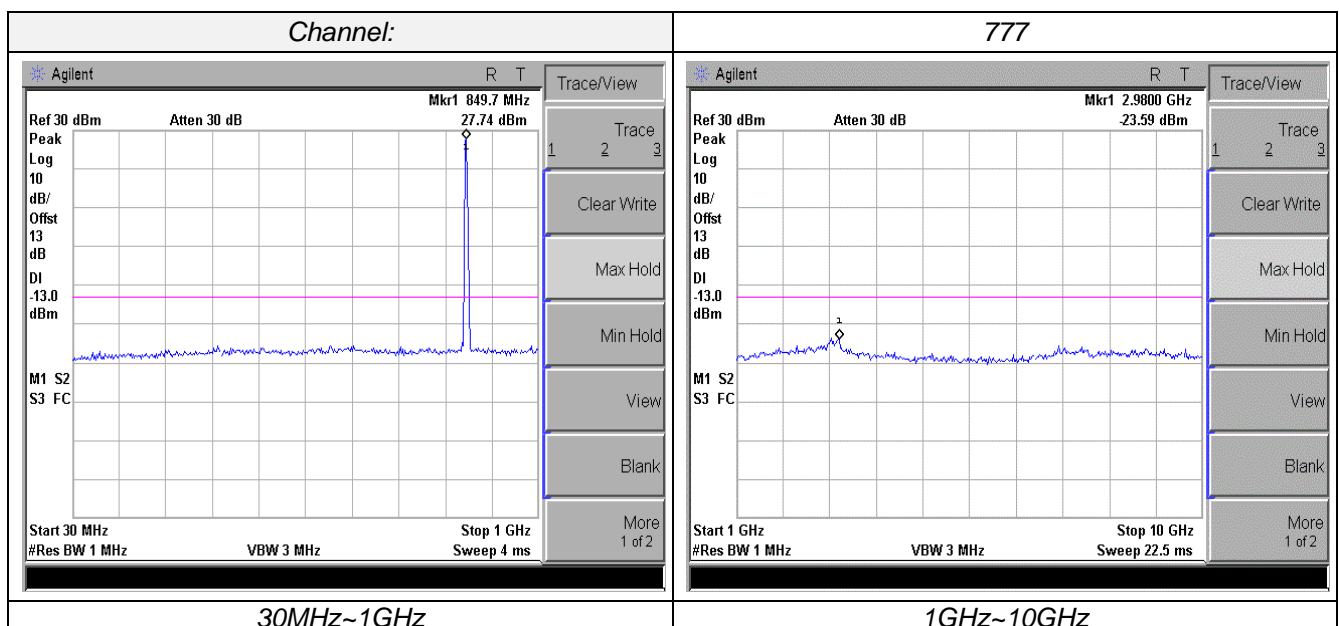 Channel:
777
Agilent
R T
Trace/View
Mkr1 849.7 MHz
Ref 30 dBm Atten 30 dB 27.74 dBm
Peak
Log
10
dB/
Offst
13
dB
DI
-13.0
dBm
M1 S2
S3 FC
1
Start 30 MHz Stop 1 GHz
#Res BW 1 MHz VBW 3 MHz Sweep 4 ms
Trace
1 2 3
Clear Write
Max Hold
Min Hold
View
Blank
More
1 of 2
Agilent
R T
Trace/View
Mkr1 2.9800 GHz
Ref 30 dBm Atten 30 dB -23.59 dBm
Peak
Log
10
dB/
Offst
13
dB
DI
-13.0
dBm
1
M1 S2
S3 FC
Start 1 GHz Stop 10 GHz
#Res BW 1 MHz VBW 3 MHz Sweep 22.5 ms
Trace
1 2 3
Clear Write
Max Hold
Min Hold
View
Blank
More
1 of 2
30MHz~1GHz
1GHz~10GHz